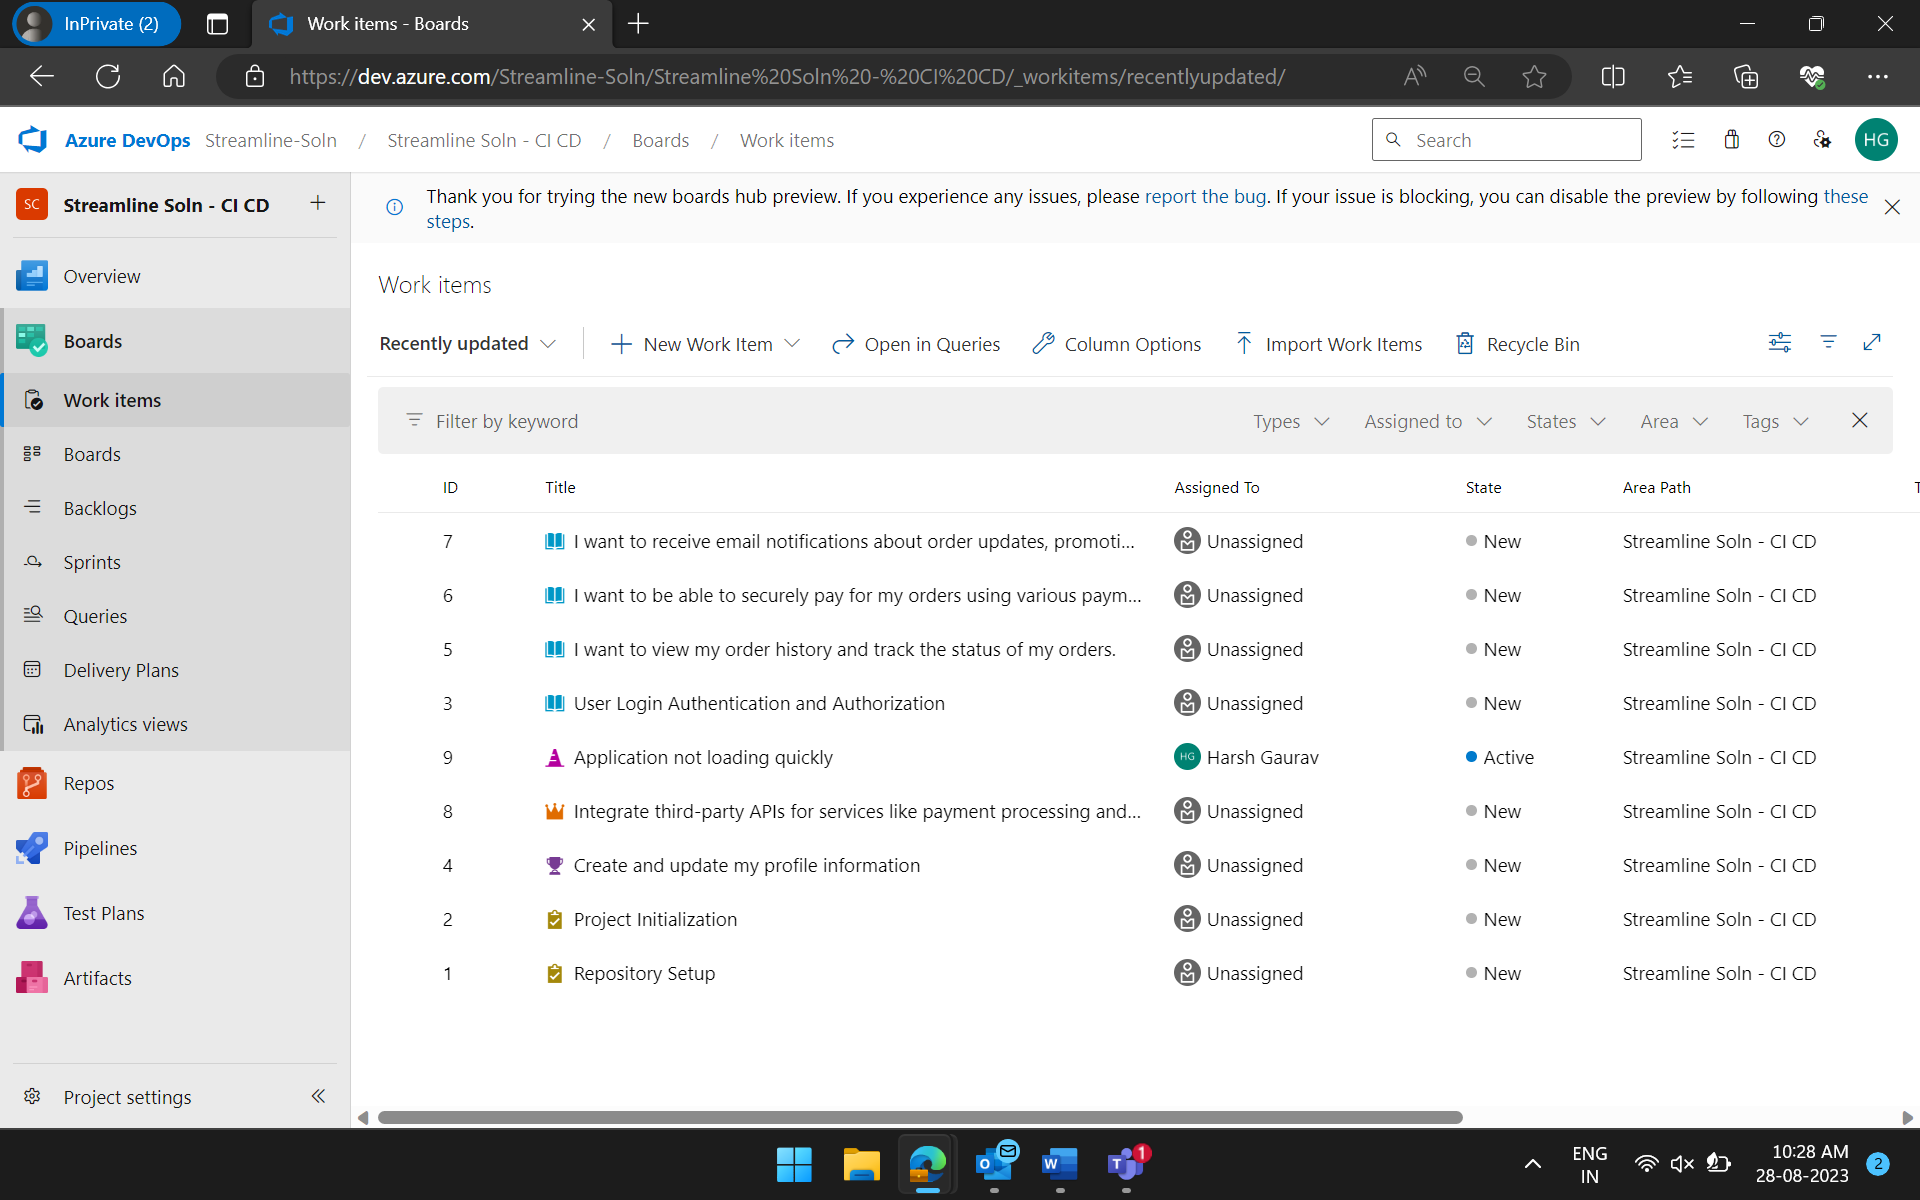 InPrivate (2)
Work items - Boards
https://dev.azure.com/Streamline-Soln/Streamline%20Soln%20-%20CI%20CD/_workitems/recentlyupdated/
Azure DevOps Streamline-Soln / Streamline Soln - CI CD / Boards / Work items
Search
HG
SC Streamline Soln - CI CD
Overview
Boards
Work items
Boards
Backlogs
Sprints
Queries
Delivery Plans
Analytics views
Repos
Pipelines
Test Plans
Artifacts
Project settings
Thank you for trying the new boards hub preview. If you experience any issues, please report the bug. If your issue is blocking, you can disable the preview by following these
steps.
Work items
Recently updated New Work Item Open in Queries Column Options Import Work Items Recycle Bin
Filter by keyword Types Assigned to States Area Tags
ID Title Assigned To State Area Path T
7 I want to receive email notifications about order updates, promoti... Unassigned New Streamline Soln - CI CD
6 I want to be able to securely pay for my orders using various paym... Unassigned New Streamline Soln - CI CD
5 I want to view my order history and track the status of my orders. Unassigned New Streamline Soln - CI CD
3 User Login Authentication and Authorization Unassigned New Streamline Soln - CI CD
9 Application not loading quickly HG Harsh Gaurav Active Streamline Soln - CI CD
8 Integrate third-party APIs for services like payment processing and... Unassigned New Streamline Soln - CI CD
4 Create and update my profile information Unassigned New Streamline Soln - CI CD
2 Project Initialization Unassigned New Streamline Soln - CI CD
1 Repository Setup Unassigned New Streamline Soln - CI CD
O
W
T
1
ENG
IN
10:28 AM
28-08-2023
2